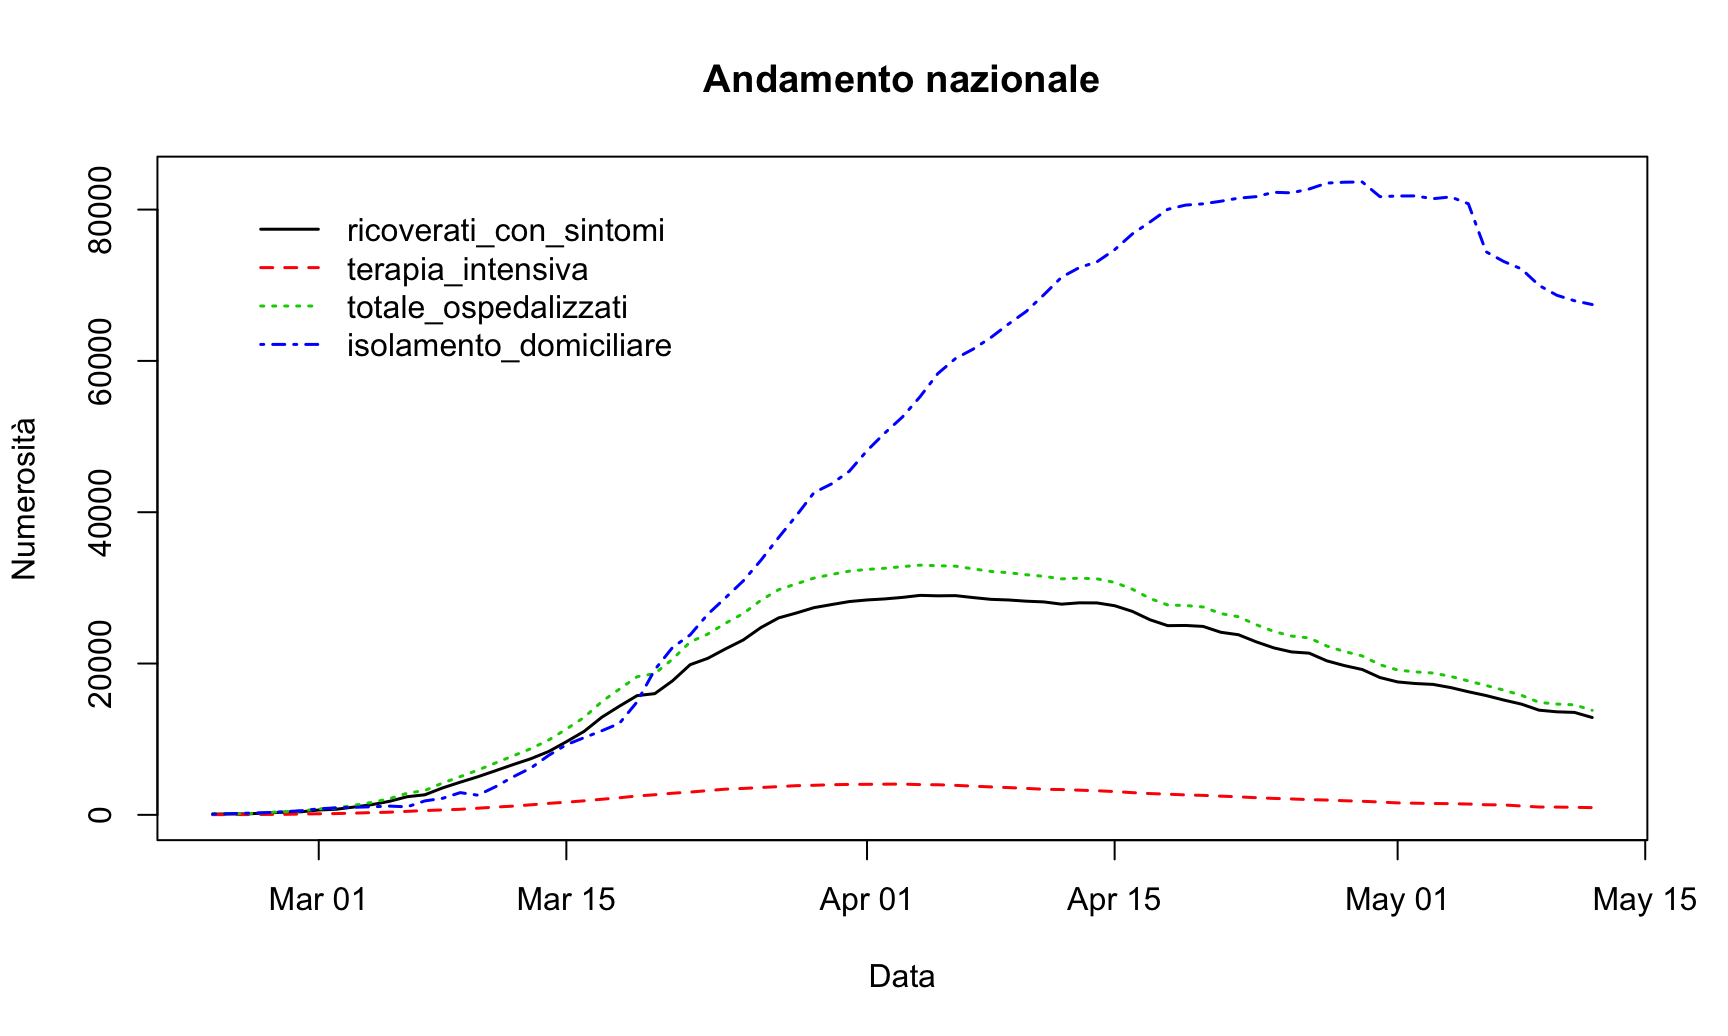 Andamento nazionale
ricoverati_con_sintomi
terapia_intensiva
totale_ospedalizzati
isolamento_domiciliare
Numerosità
80000
60000
40000
20000
0
Mar 01 Mar 15 Apr 01 Apr 15 May 01 May 15
Data